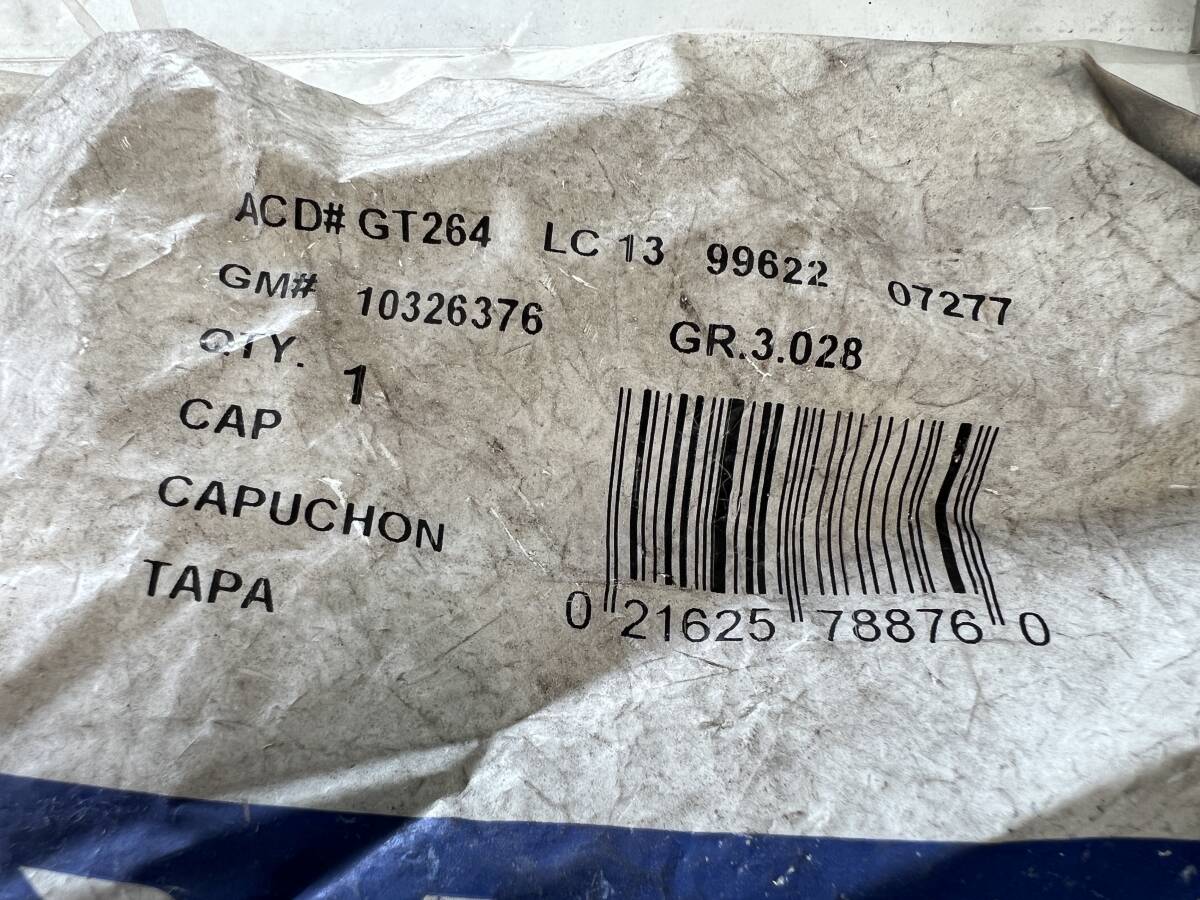 ACD# GT264 LC 13 99622 07277
GM# 10326376 GR.3.028
QTY. 1
CAP
CAPUCHON
TAPA
0 21625 78876 0